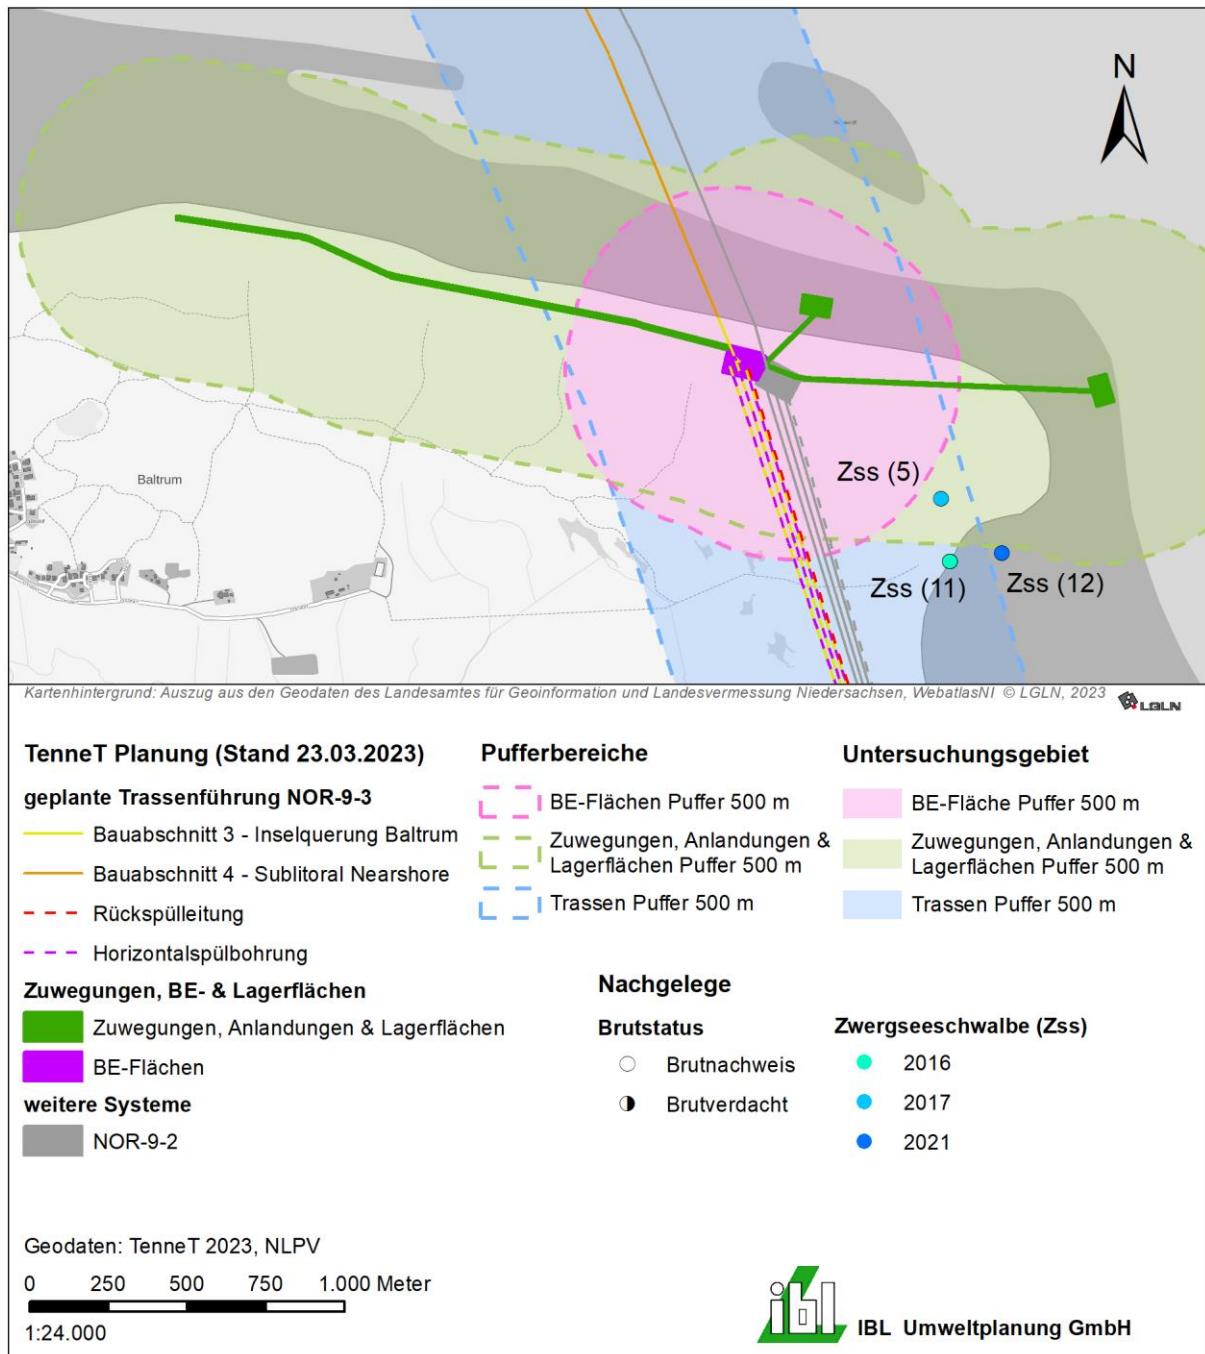 N
Baltrum
Zss (5)
Zss (11)
Zss (12)
Kartenhintergrund: Auszug aus den Geodaten des Landesamtes für Geoinformation und Landesvermessung Niedersachsen, WebatlasNI © LGLN, 2023
LGLN
TenneT Planung (Stand 23.03.2023)
geplante Trassenführung NOR-9-3
Bauabschnitt 3 - Inselquerung Baltrum
Bauabschnitt 4 - Sublitoral Nearshore
Rückspülleitung
Horizontalspülbohrung
Zuwegungen, BE- & Lagerflächen
Zuwegungen, Anlandungen & Lagerflächen
BE-Flächen
weitere Systeme
NOR-9-2
Pufferbereiche
BE-Flächen Puffer 500 m
Zuwegungen, Anlandungen &
Lagerflächen Puffer 500 m
Trassen Puffer 500 m
Untersuchungsgebiet
BE-Fläche Puffer 500 m
Zuwegungen, Anlandungen &
Lagerflächen Puffer 500 m
Trassen Puffer 500 m
Nachgelege
Brutstatus
Brutnachweis
Brutverdacht
Zwergseeschwalbe (Zss)
2016
2017
2021
Geodaten: TenneT 2023, NLPV
0 250 500 750 1.000 Meter
1:24.000
ibl
IBL Umweltplanung GmbH